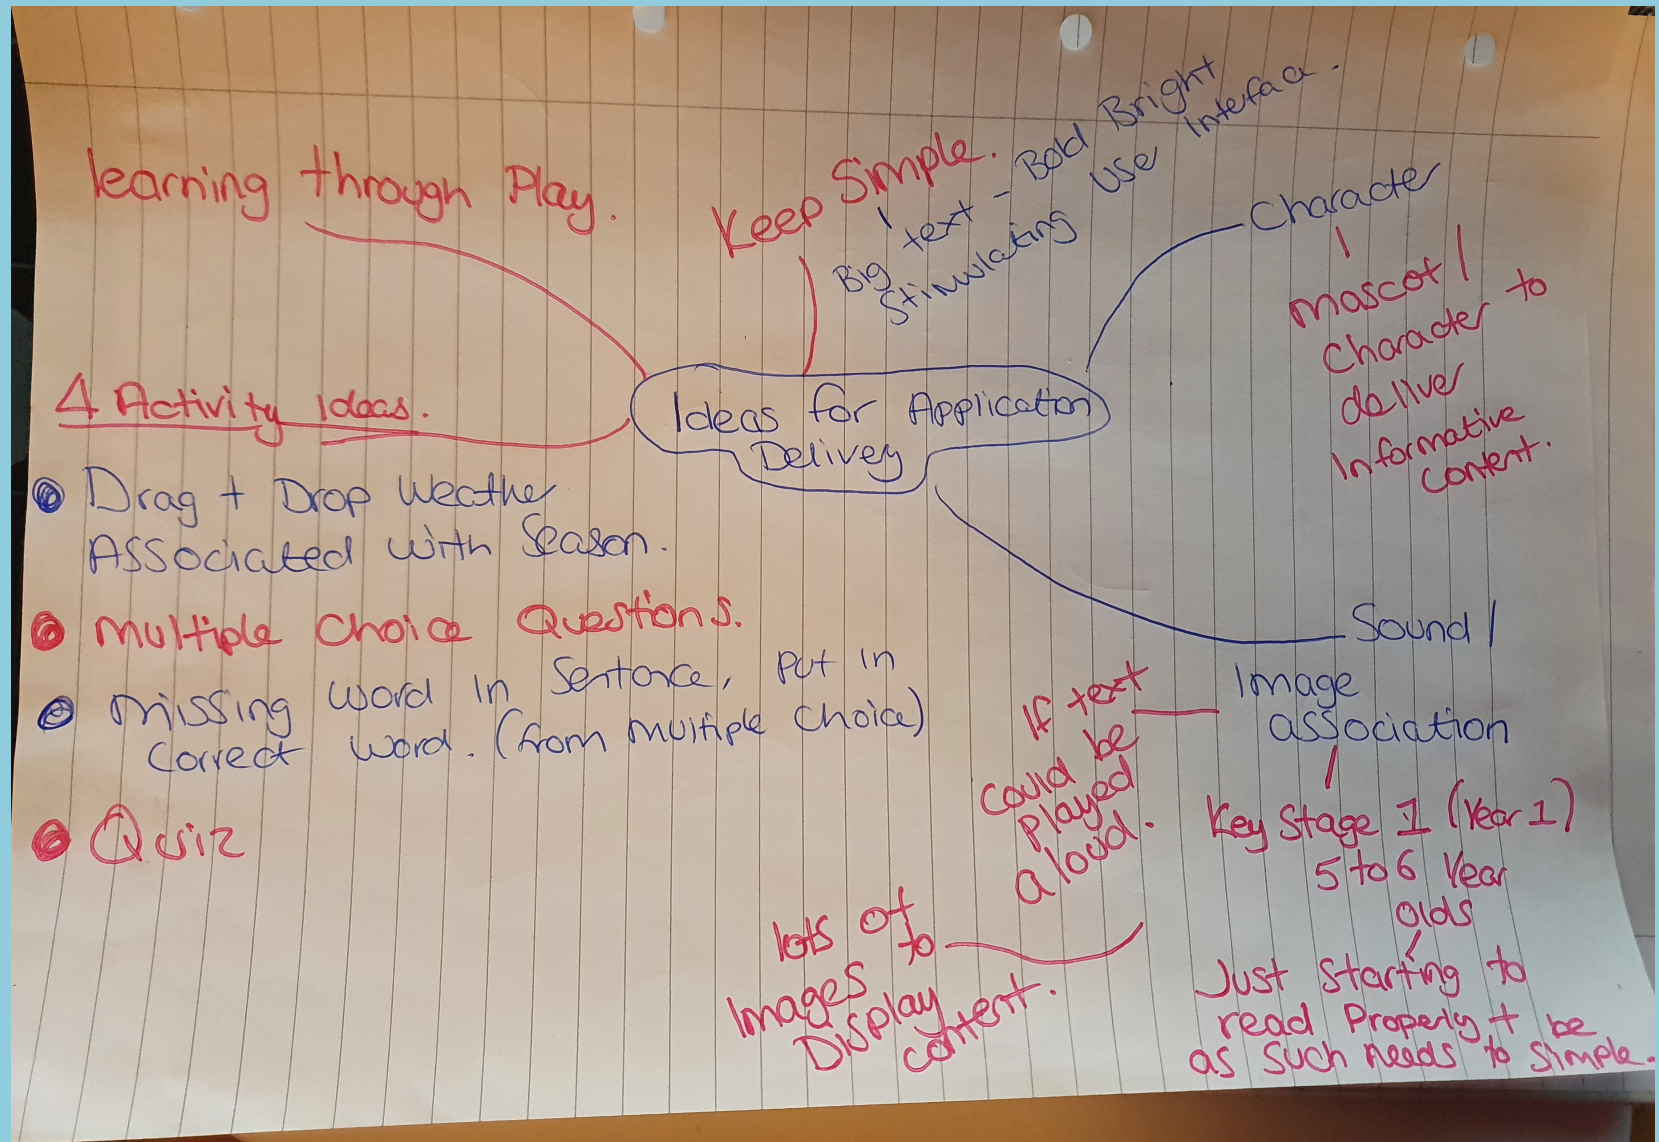 learning through Play.
Keep Simple.
Big text - Bold Bright
Stimulating use Interface.
Character
mascot /
Character to
deliver
Informative
content.
Ideas for Application
Delivery
4 Activity Ideas.
Drag + Drop Weather
Associated with Season.
multiple Choice Questions.
missing word in Sentence, put in
correct word. (from multiple choice)
Quiz
Sound /
Image
association
If text
could be
played
aloud.
Key Stage 1 (Year 1)
5 to 6 Year
olds
Just starting to
read Properly + be
as such needs to simple.
lots of
Images to
Display
content.